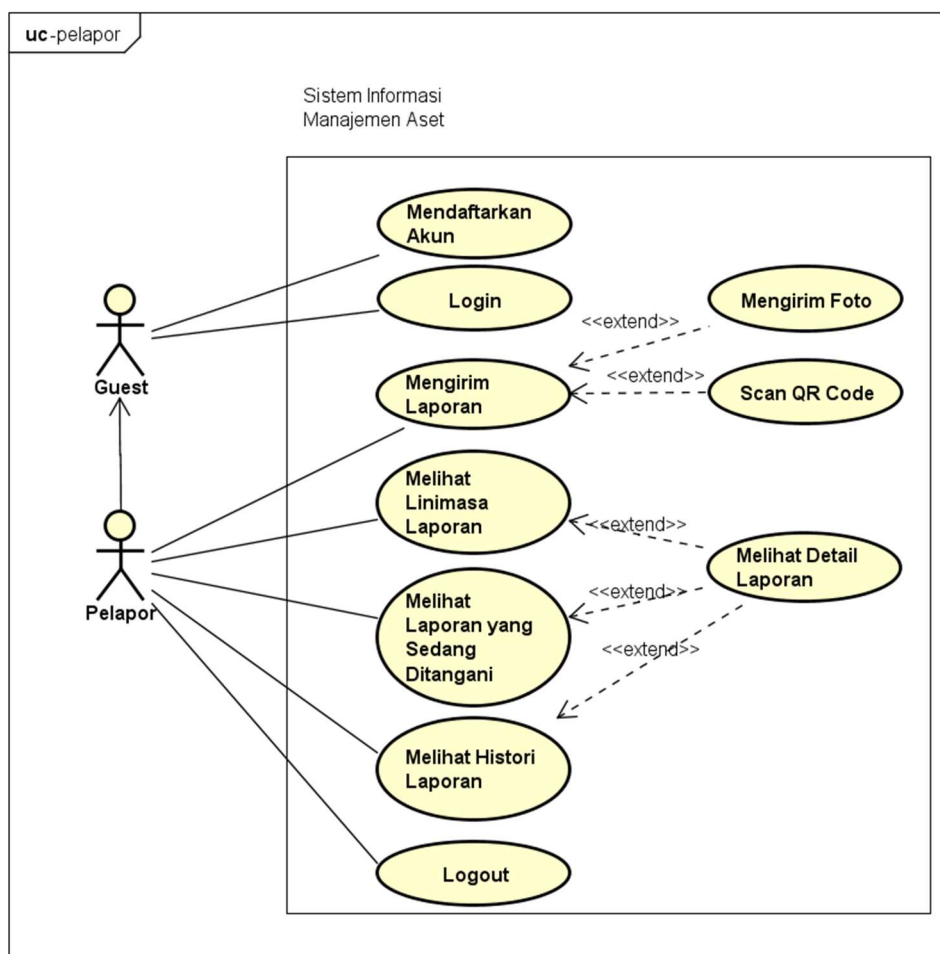 uc-pelapor
Sistem Informasi
Manajemen Aset
Mendaftarkan
Akun
Login
Mengirim Foto
<<extend>>
Guest
Mengirim
Laporan
<<extend>>
Scan QR Code
Melihat
Linimasa
Laporan
<<extend>>
Melihat Detail
Laporan
Pelapor
Melihat
Laporan yang
Sedang
Ditangani
<<extend>>
<<extend>>
Melihat Histori
Laporan
Logout